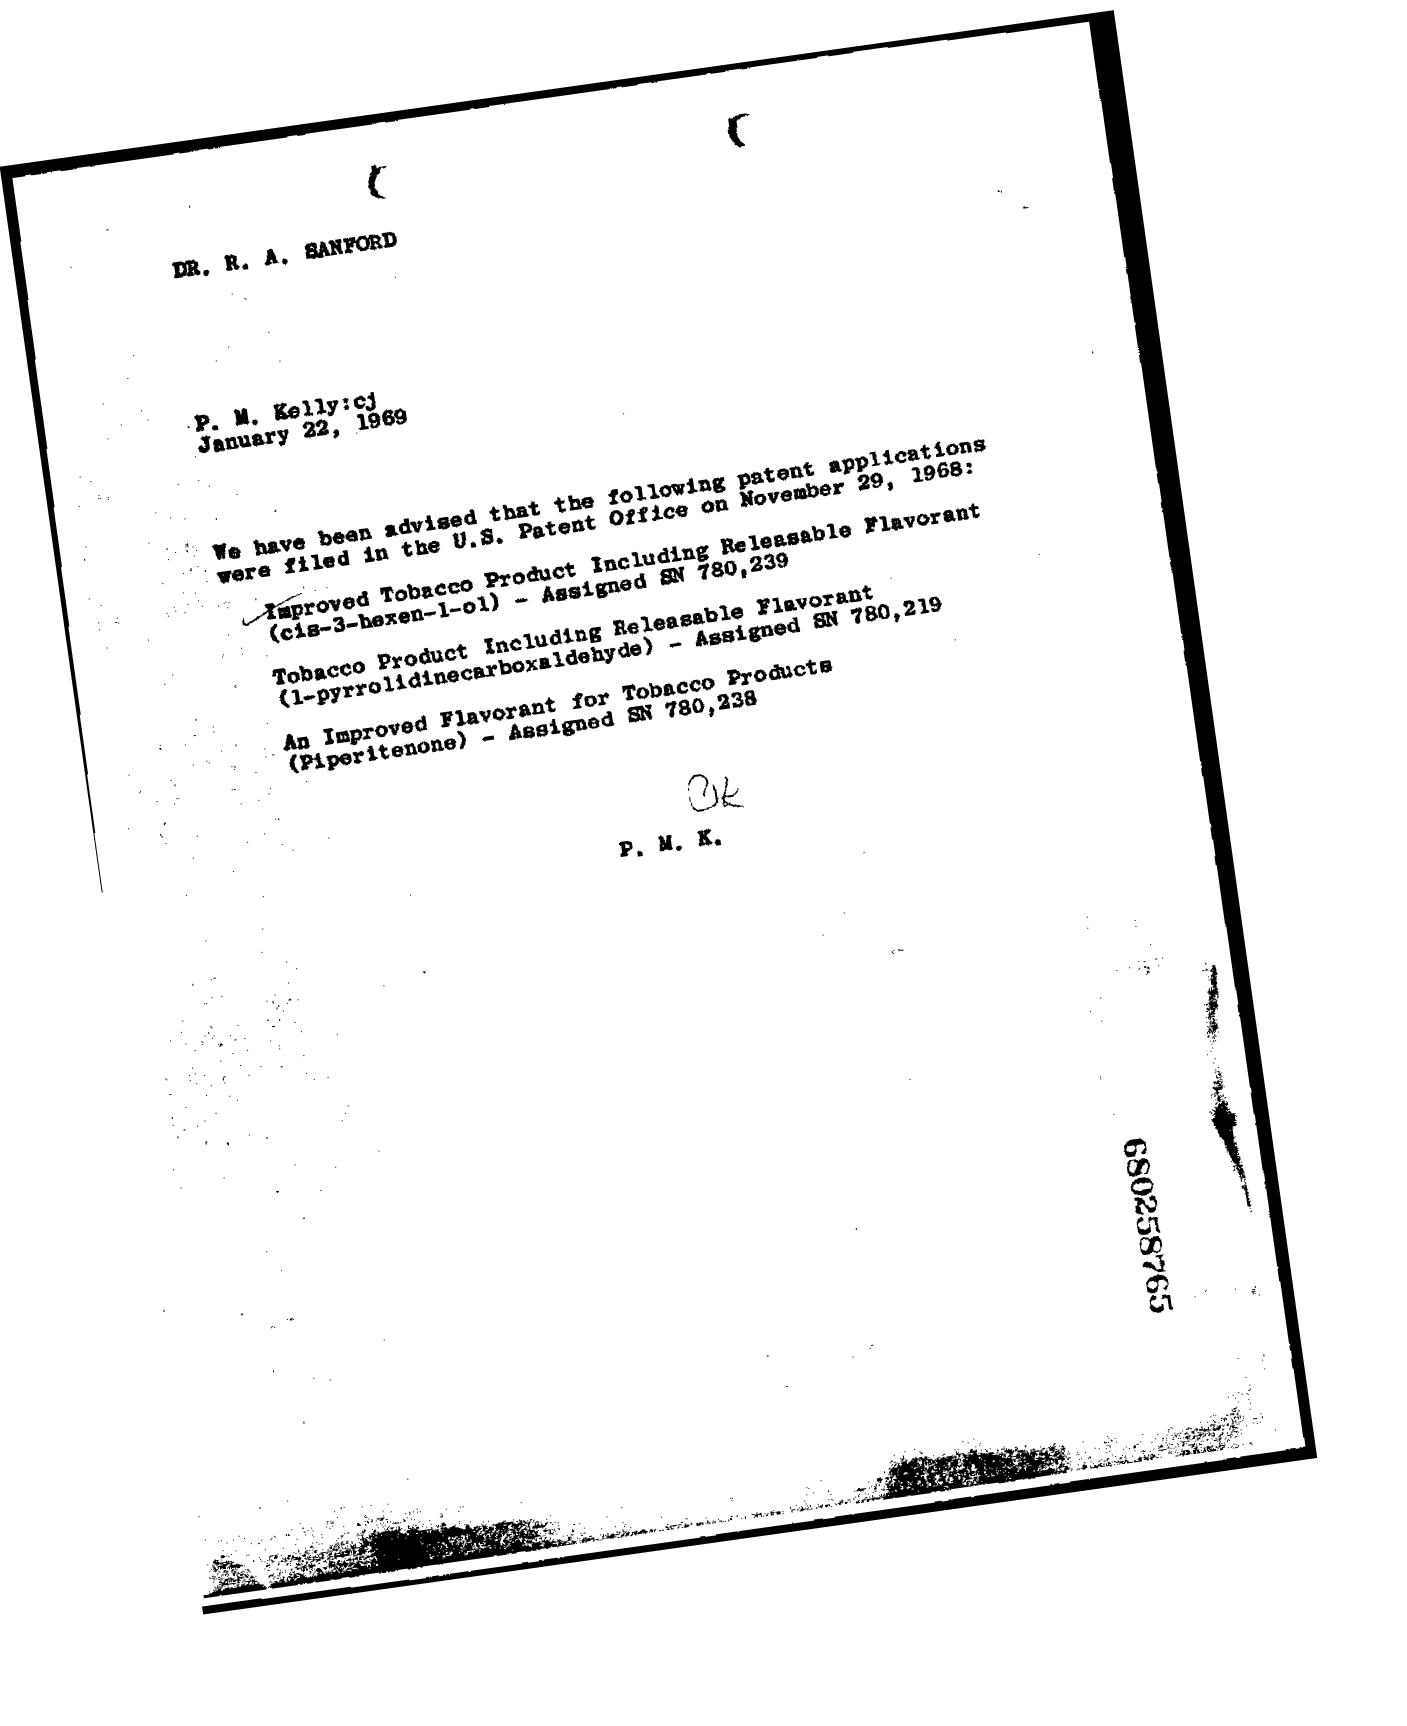 DR. R. A. SANFORD
P. M. Kelly:cj
January 22, 1969
We have been advised that the following patent applications
were filed in the U.S. Patent Office on November 29, 1968:
Improved Tobacco Product Including Releasable Flavorant
(cis-3-hexen-1-ol) - Assigned SN 780,239
Tobacco Product Including Releasable Flavorant
(1-pyrrolidinecarboxaldehyde) - Assigned SN 780,219
An Improved Flavorant for Tobacco Products
(Piperitenone) - Assigned SN 780,238
P. M. K.
680258765